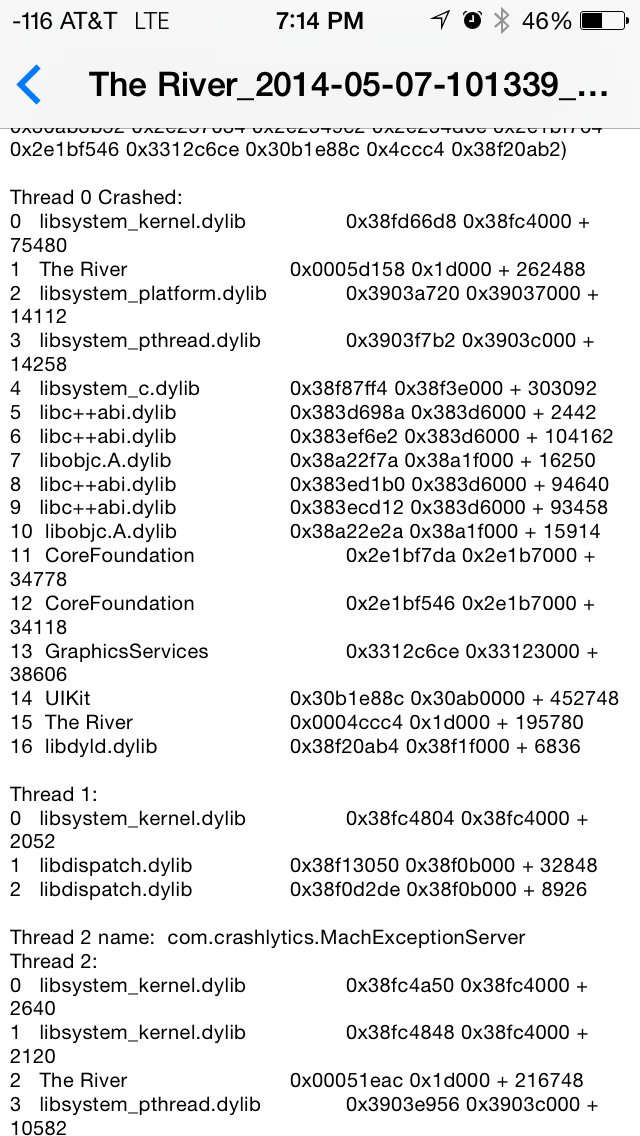 -116 AT&T LTE 7:14 PM 46%
The River_2014-05-07-101339_...
0x2e1bf546 0x3312c6ce 0x30b1e88c 0x4ccc4 0x38f20ab2)
Thread 0 Crashed:
0 libsystem_kernel.dylib 0x38fd66d8 0x38fc4000 +
75480
1 The River 0x0005d158 0x1d000 + 262488
2 libsystem_platform.dylib 0x3903a720 0x39037000 +
14112
3 libsystem_pthread.dylib 0x3903f7b2 0x3903c000 +
14258
4 libsystem_c.dylib 0x38f87ff4 0x38f3e000 + 303092
5 libc++abi.dylib 0x383d698a 0x383d6000 + 2442
6 libc++abi.dylib 0x383ef6e2 0x383d6000 + 104162
7 libobjc.A.dylib 0x38a22f7a 0x38a1f000 + 16250
8 libc++abi.dylib 0x383ed1b0 0x383d6000 + 94640
9 libc++abi.dylib 0x383ecd12 0x383d6000 + 93458
10 libobjc.A.dylib 0x38a22e2a 0x38a1f000 + 15914
11 CoreFoundation 0x2e1bf7da 0x2e1b7000 +
34778
12 CoreFoundation 0x2e1bf546 0x2e1b7000 +
34118
13 GraphicsServices 0x3312c6ce 0x33123000 +
38606
14 UIKit 0x30b1e88c 0x30ab0000 + 452748
15 The River 0x0004ccc4 0x1d000 + 195780
16 libdyld.dylib 0x38f20ab4 0x38f1f000 + 6836
Thread 1:
0 libsystem_kernel.dylib 0x38fc4804 0x38fc4000 +
2052
1 libdispatch.dylib 0x38f13050 0x38f0b000 + 32848
2 libdispatch.dylib 0x38f0d2de 0x38f0b000 + 8926
Thread 2 name: com.crashlytics.MachExceptionServer
Thread 2:
0 libsystem_kernel.dylib 0x38fc4a50 0x38fc4000 +
2640
1 libsystem_kernel.dylib 0x38fc4848 0x38fc4000 +
2120
2 The River 0x00051eac 0x1d000 + 216748
3 libsystem_pthread.dylib 0x3903e956 0x3903c000 +
10582